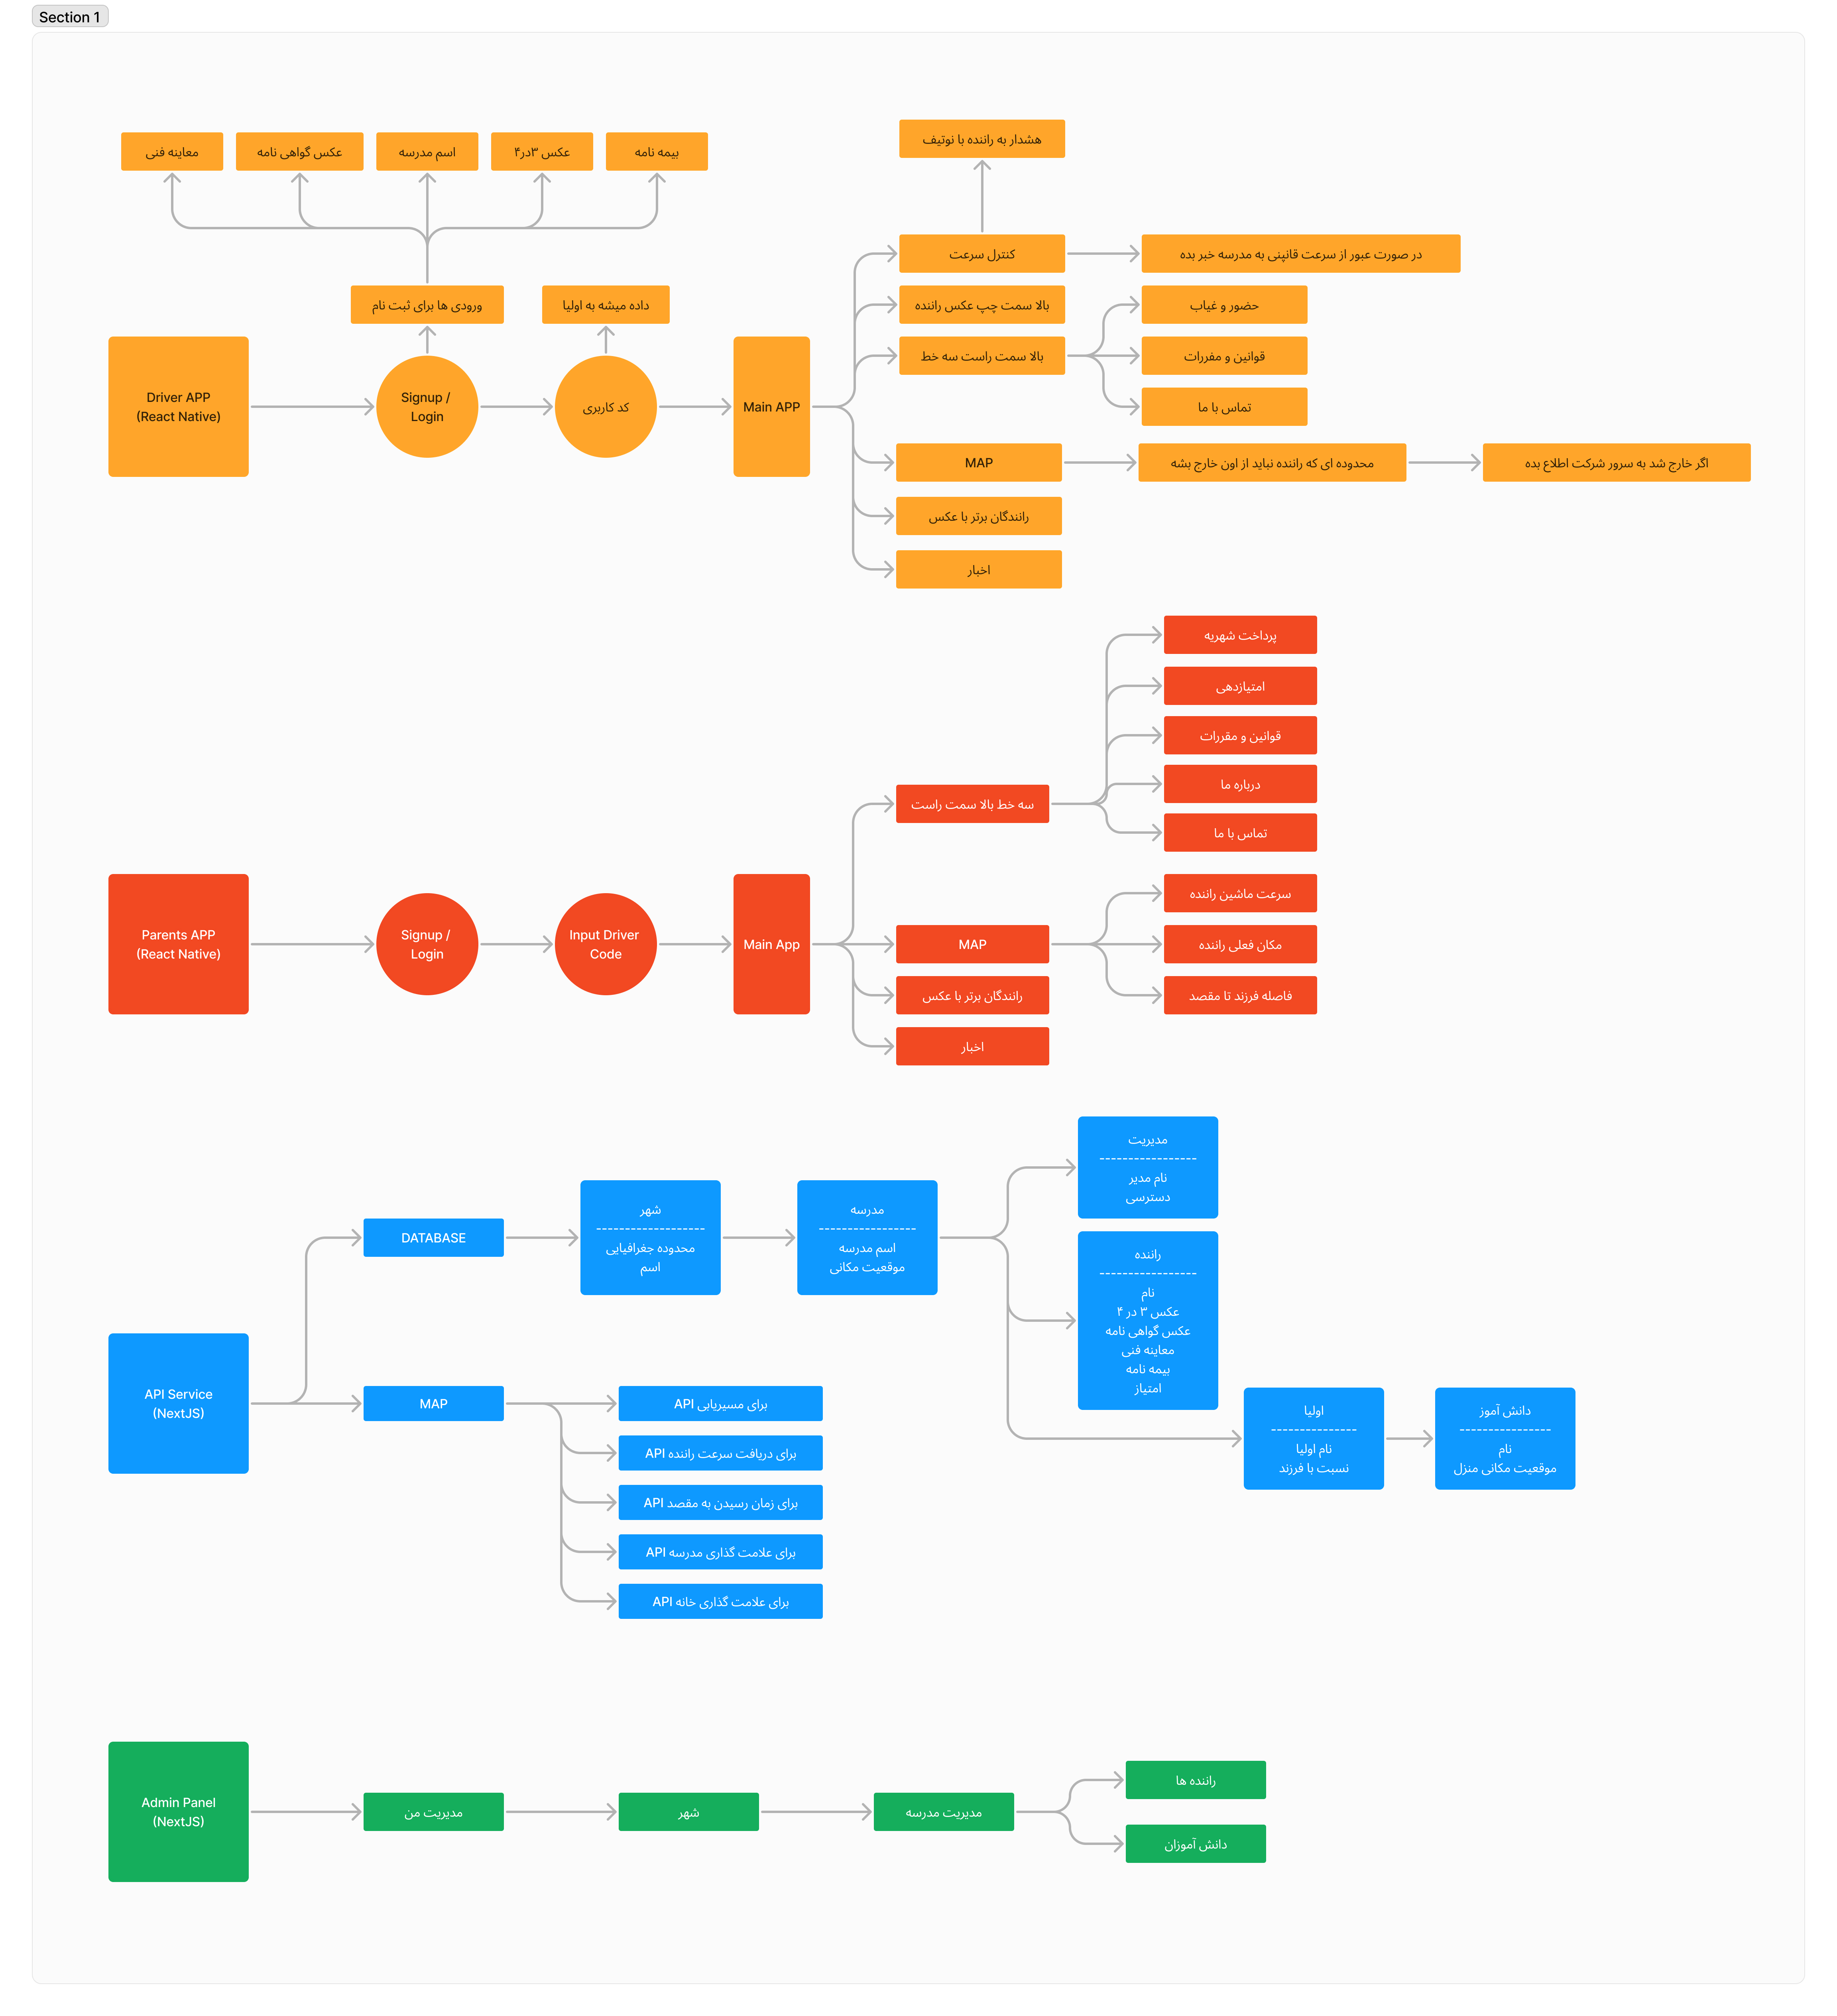 Section 1
معاینه فنی
عکس گواهی نامه
اسم مدرسه
عکس ۳در۴
بیمه نامه
ورودی ها برای ثبت نام
داده میشه به اولیا
Driver APP
(React Native)
Signup /
Login
کد کاربری
Main APP
هشدار به راننده با نوتیف
کنترل سرعت
در صورت عبور از سرعت قانپنی به مدرسه خبر بده
بالا سمت چپ عکس راننده
بالا سمت راست سه خط
حضور و غیاب
قوانین و مفررات
تماس با ما
MAP
محدوده ای که راننده نباید از اون خارج بشه
اگر خارج شد به سرور شرکت اطلاع بده
رانندگان برتر با عکس
اخبار
Parents APP
(React Native)
Signup /
Login
Input Driver
Code
Main App
سه خط بالا سمت راست
پرداخت شهریه
امتیازدهی
قوانین و مقررات
درباره ما
تماس با ما
MAP
سرعت ماشین راننده
مکان فعلی راننده
فاصله فرزند تا مقصد
رانندگان برتر با عکس
اخبار
API Service
(NextJS)
DATABASE
شهر
-------------------
محدوده جغرافیایی
اسم
مدرسه
-----------------
اسم مدرسه
موقعیت مکانی
مدیریت
-----------------
نام مدیر
دسترسی
راننده
-----------------
نام
عکس ۳ در ۴
عکس گواهی نامه
معاینه فنی
بیمه نامه
امتیاز
اولیا
---------------
نام اولیا
نسبت با فرزند
دانش آموز
----------------
نام
موقعیت مکانی منزل
MAP
API برای مسیریابی
API برای دریافت سرعت راننده
API برای زمان رسیدن به مقصد
API برای علامت گذاری مدرسه
API برای علامت گذاری خانه
Admin Panel
(NextJS)
مدیریت من
شهر
مدیریت مدرسه
راننده ها
دانش آموزان